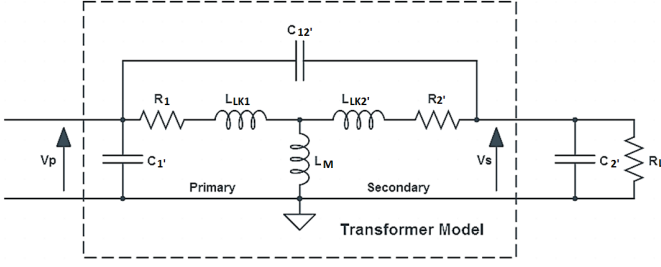 C12'
R1 LLK1 LLK2' R2'
Vp C1' LM Vs C2' RL
Primary Secondary
Transformer Model